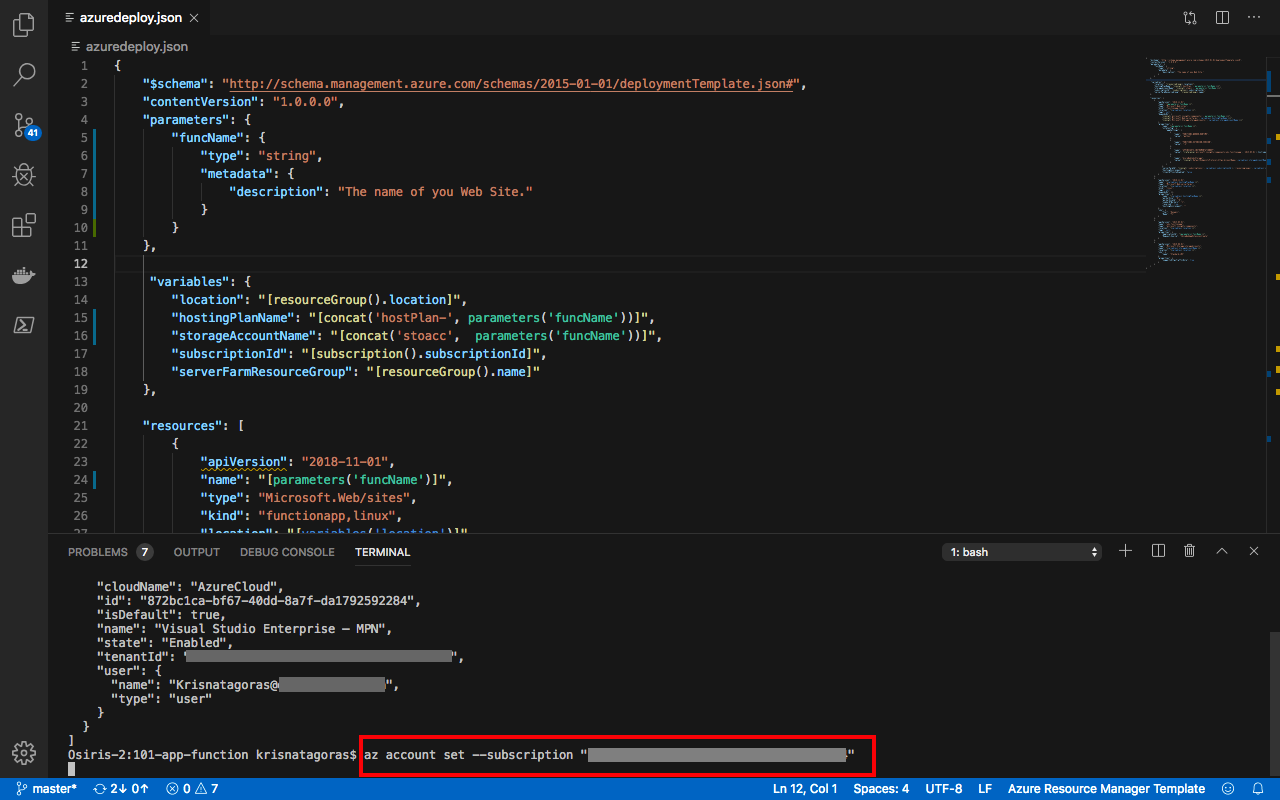 azuredeploy.json
azuredeploy.json
41
1 {
2 "$schema": "http://schema.management.azure.com/schemas/2015-01-01/deploymentTemplate.json#",
3 "contentVersion": "1.0.0.0",
4 "parameters": {
5 "funcName": {
6 "type": "string",
7 "metadata": {
8 "description": "The name of you Web Site."
9 }
10 }
11 },
12
13 "variables": {
14 "location": "[resourceGroup().location]",
15 "hostingPlanName": "[concat('hostPlan-', parameters('funcName'))]",
16 "storageAccountName": "[concat('stoacc',  parameters('funcName'))]",
17 "subscriptionId": "[subscription().subscriptionId]",
18 "serverFarmResourceGroup": "[resourceGroup().name]"
19 },
20
21 "resources": [
22 {
23 "apiVersion": "2018-11-01",
24 "name": "[parameters('funcName')]",
25 "type": "Microsoft.Web/sites",
26 "kind": "functionapp,linux",
27 "location": "[variables('location')]"
PROBLEMS 7 OUTPUT DEBUG CONSOLE TERMINAL 1: bash
"cloudName": "AzureCloud",
"id": "872bc1ca-bf67-40dd-8a7f-da1792592284",
"isDefault": true,
"name": "Visual Studio Enterprise – MPN",
"state": "Enabled",
"tenantId": "",
"user": {
"name": "Krisnatagoras@",
"type": "user"
}
}
]
Osiris-2:101-app-function krisnatagoras$ az account set --subscription ""
master* 2↓ 0↑ 0 7 Ln 12, Col 1 Spaces: 4 UTF-8 LF Azure Resource Manager Template